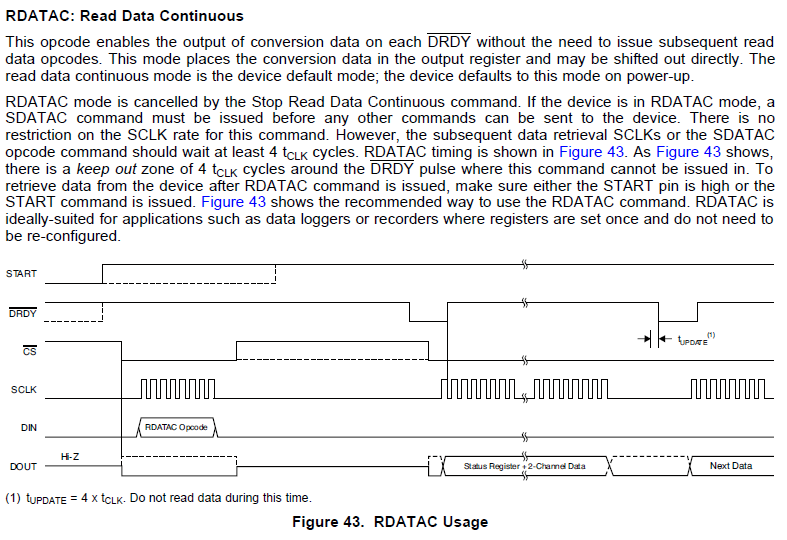 RDATAC: Read Data Continuous
This opcode enables the output of conversion data on each DRDY without the need to issue subsequent read
data opcodes. This mode places the conversion data in the output register and may be shifted out directly. The
read data continuous mode is the device default mode; the device defaults to this mode on power-up.
RDATAC mode is cancelled by the Stop Read Data Continuous command. If the device is in RDATAC mode, a
SDATAC command must be issued before any other commands can be sent to the device. There is no
restriction on the SCLK rate for this command. However, the subsequent data retrieval SCLKs or the SDATAC
opcode command should wait at least 4 tCLK cycles. RDATAC timing is shown in Figure 43. As Figure 43 shows,
there is a keep out zone of 4 tCLK cycles around the DRDY pulse where this command cannot be issued in. To
retrieve data from the device after RDATAC command is issued, make sure either the START pin is high or the
START command is issued. Figure 43 shows the recommended way to use the RDATAC command. RDATAC is
ideally-suited for applications such as data loggers or recorders where registers are set once and do not need to
be re-configured.
START
DRDY
tUPDATE(1)
CS
SCLK
DIN
RDATAC Opcode
Hi-Z
DOUT
Status Register + 2-Channel Data
Next Data
(1) tUPDATE = 4 x tCLK. Do not read data during this time.
Figure 43. RDATAC Usage